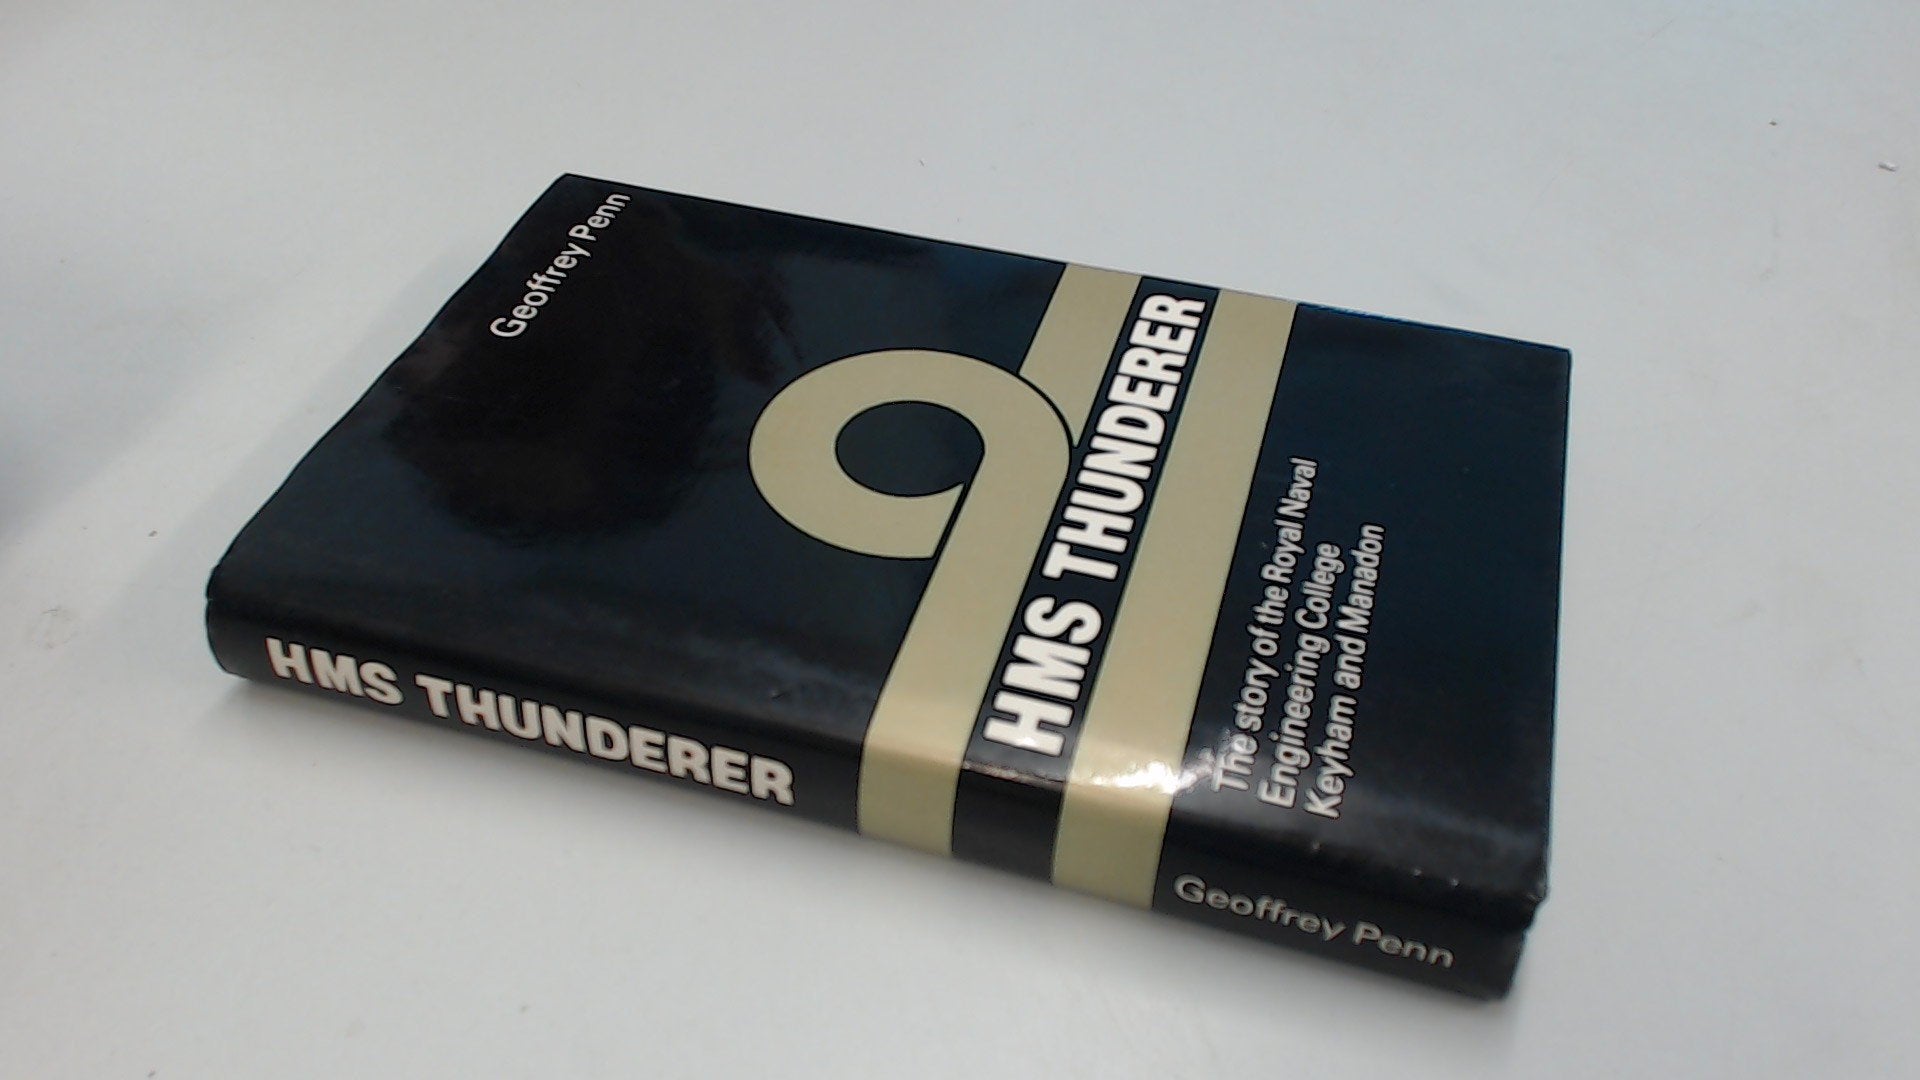 Geoffrey Penn
HMS THUNDERER
The story of the Royal Naval
Engineering College
Keyham and Manadon
HMS THUNDERER
Geoffrey Penn